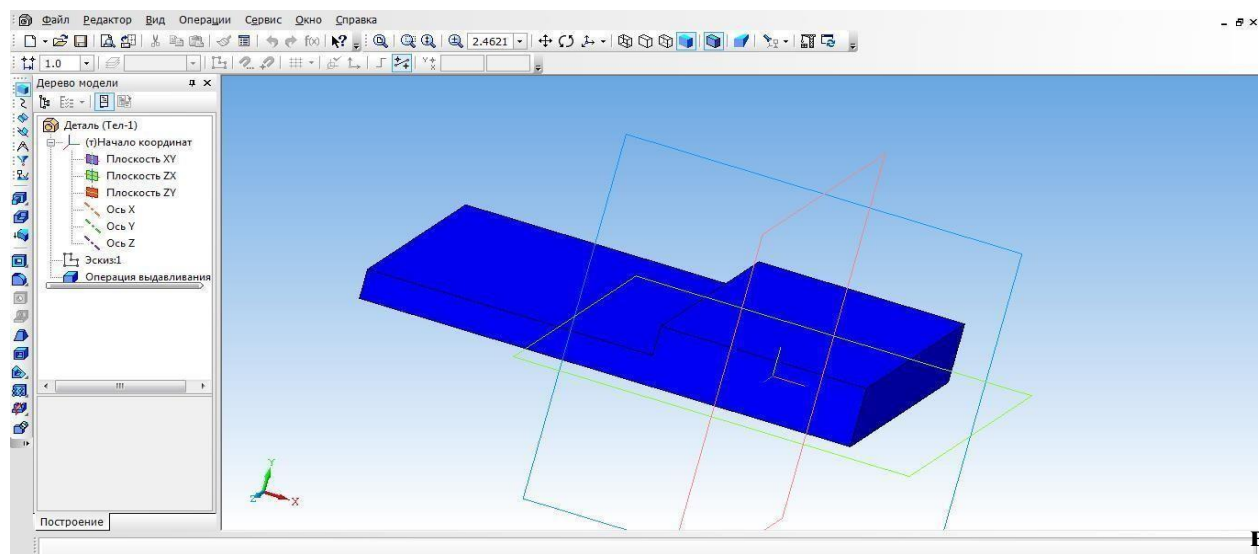 Файл Редактор Вид Операции Сервис Окно Справка
2.4621
1.0
Дерево модели
Деталь (Тел-1)
(т)Начало координат
Плоскость XY
Плоскость ZX
Плоскость ZY
Ось X
Ось Y
Ось Z
Эскиз:1
Операция выдавливания
Y
Z X
Построение